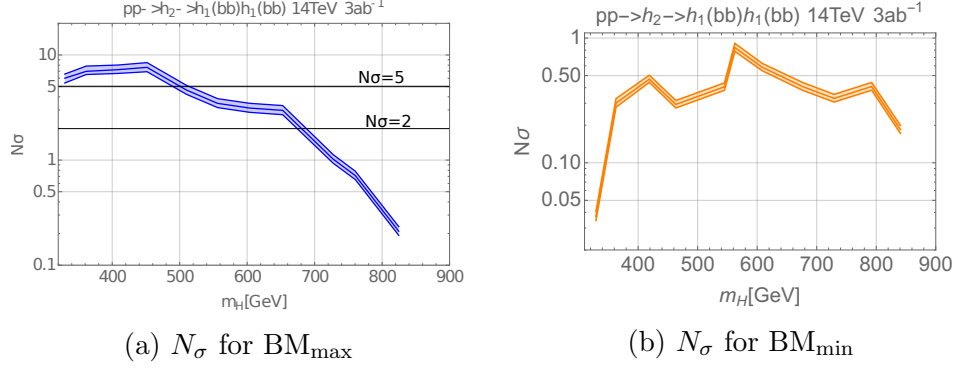 pp->h₂->h₁(bb)h₁(bb) 14TeV 3ab⁻¹
10
5
1
0.5
0.1
Nσ
Nσ=5
Nσ=2
400 500 600 700 800 900
m_H[GeV]
(a) N_σ for BM_max
pp->h₂->h₁(bb)h₁(bb) 14TeV 3ab⁻¹
1
0.50
0.10
0.05
Nσ
400 500 600 700 800 900
m_H[GeV]
(b) N_σ for BM_min